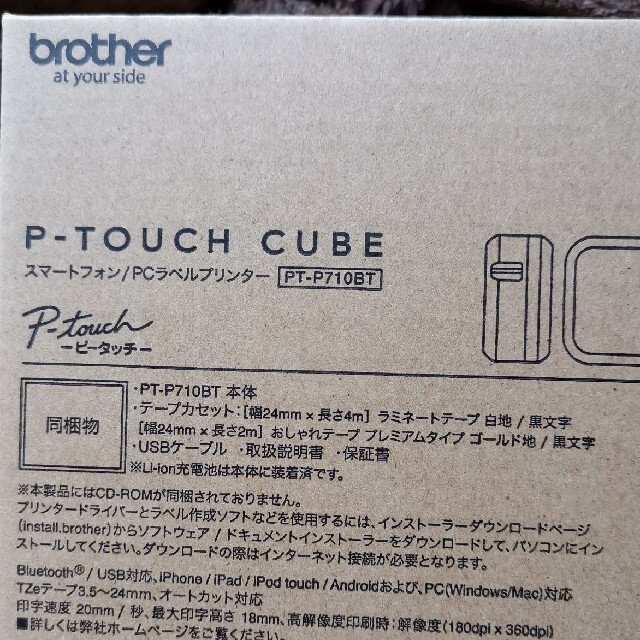 brother
at your side
P-TOUCH CUBE
スマートフォン/PCラベルプリンター PT-P710BT
P-touch
-ピータッチ-
同梱物
・PT-P710BT 本体
・テープカセット:[幅24mm × 長さ4m] ラミネートテープ 白地 / 黒文字
[幅24mm × 長さ2m] おしゃれテープ プレミアムタイプ ゴールド地 / 黒文字
・USBケーブル ・取扱説明書 ・保証書
※Li-ion充電池は本体に装着済です。
※本製品にはCD-ROMが同梱されておりません。
プリンタードライバーとラベル作成ソフトなどを使用するには、インストーラーダウンロードページ
(install.brother)からソフトウェア / ドキュメントインストーラーをダウンロードして、パソコンにイン
ストールしてください。ダウンロードの際はインターネット接続が必要となります。
Bluetooth® / USB対応、iPhone / iPad / iPod touch / Androidおよび、PC(Windows/Mac)対応
TZeテープ3.5~24mm、オートカット対応
印字速度 20mm / 秒、最大印字高さ 18mm、高解像度印刷時:解像度(180dpi x 360dpi)
■詳しくは弊社ホームページをご覧ください。